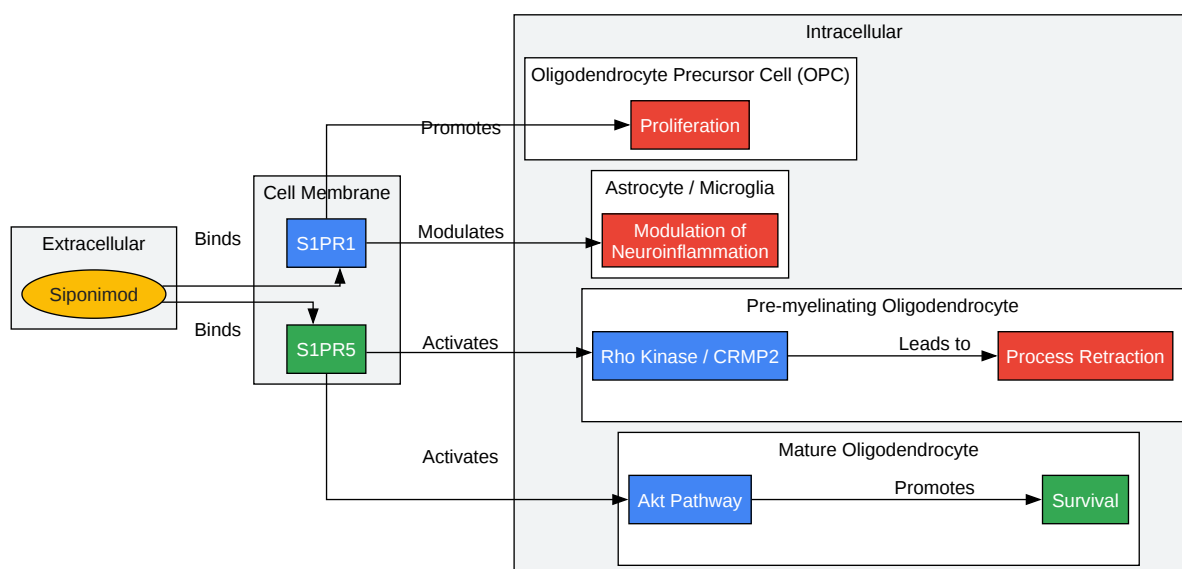 Intracellular
Oligodendrocyte Precursor Cell (OPC)
Promotes
Proliferation
Cell Membrane
Astrocyte / Microglia
Extracellular
Binds
S1PR1
Modulates
Modulation of
Neuroinflammation
Siponimod
Binds
S1PR5
Activates
Pre-myelinating Oligodendrocyte
Rho Kinase / CRMP2
Leads to
Process Retraction
Activates
Mature Oligodendrocyte
Akt Pathway
Promotes
Survival